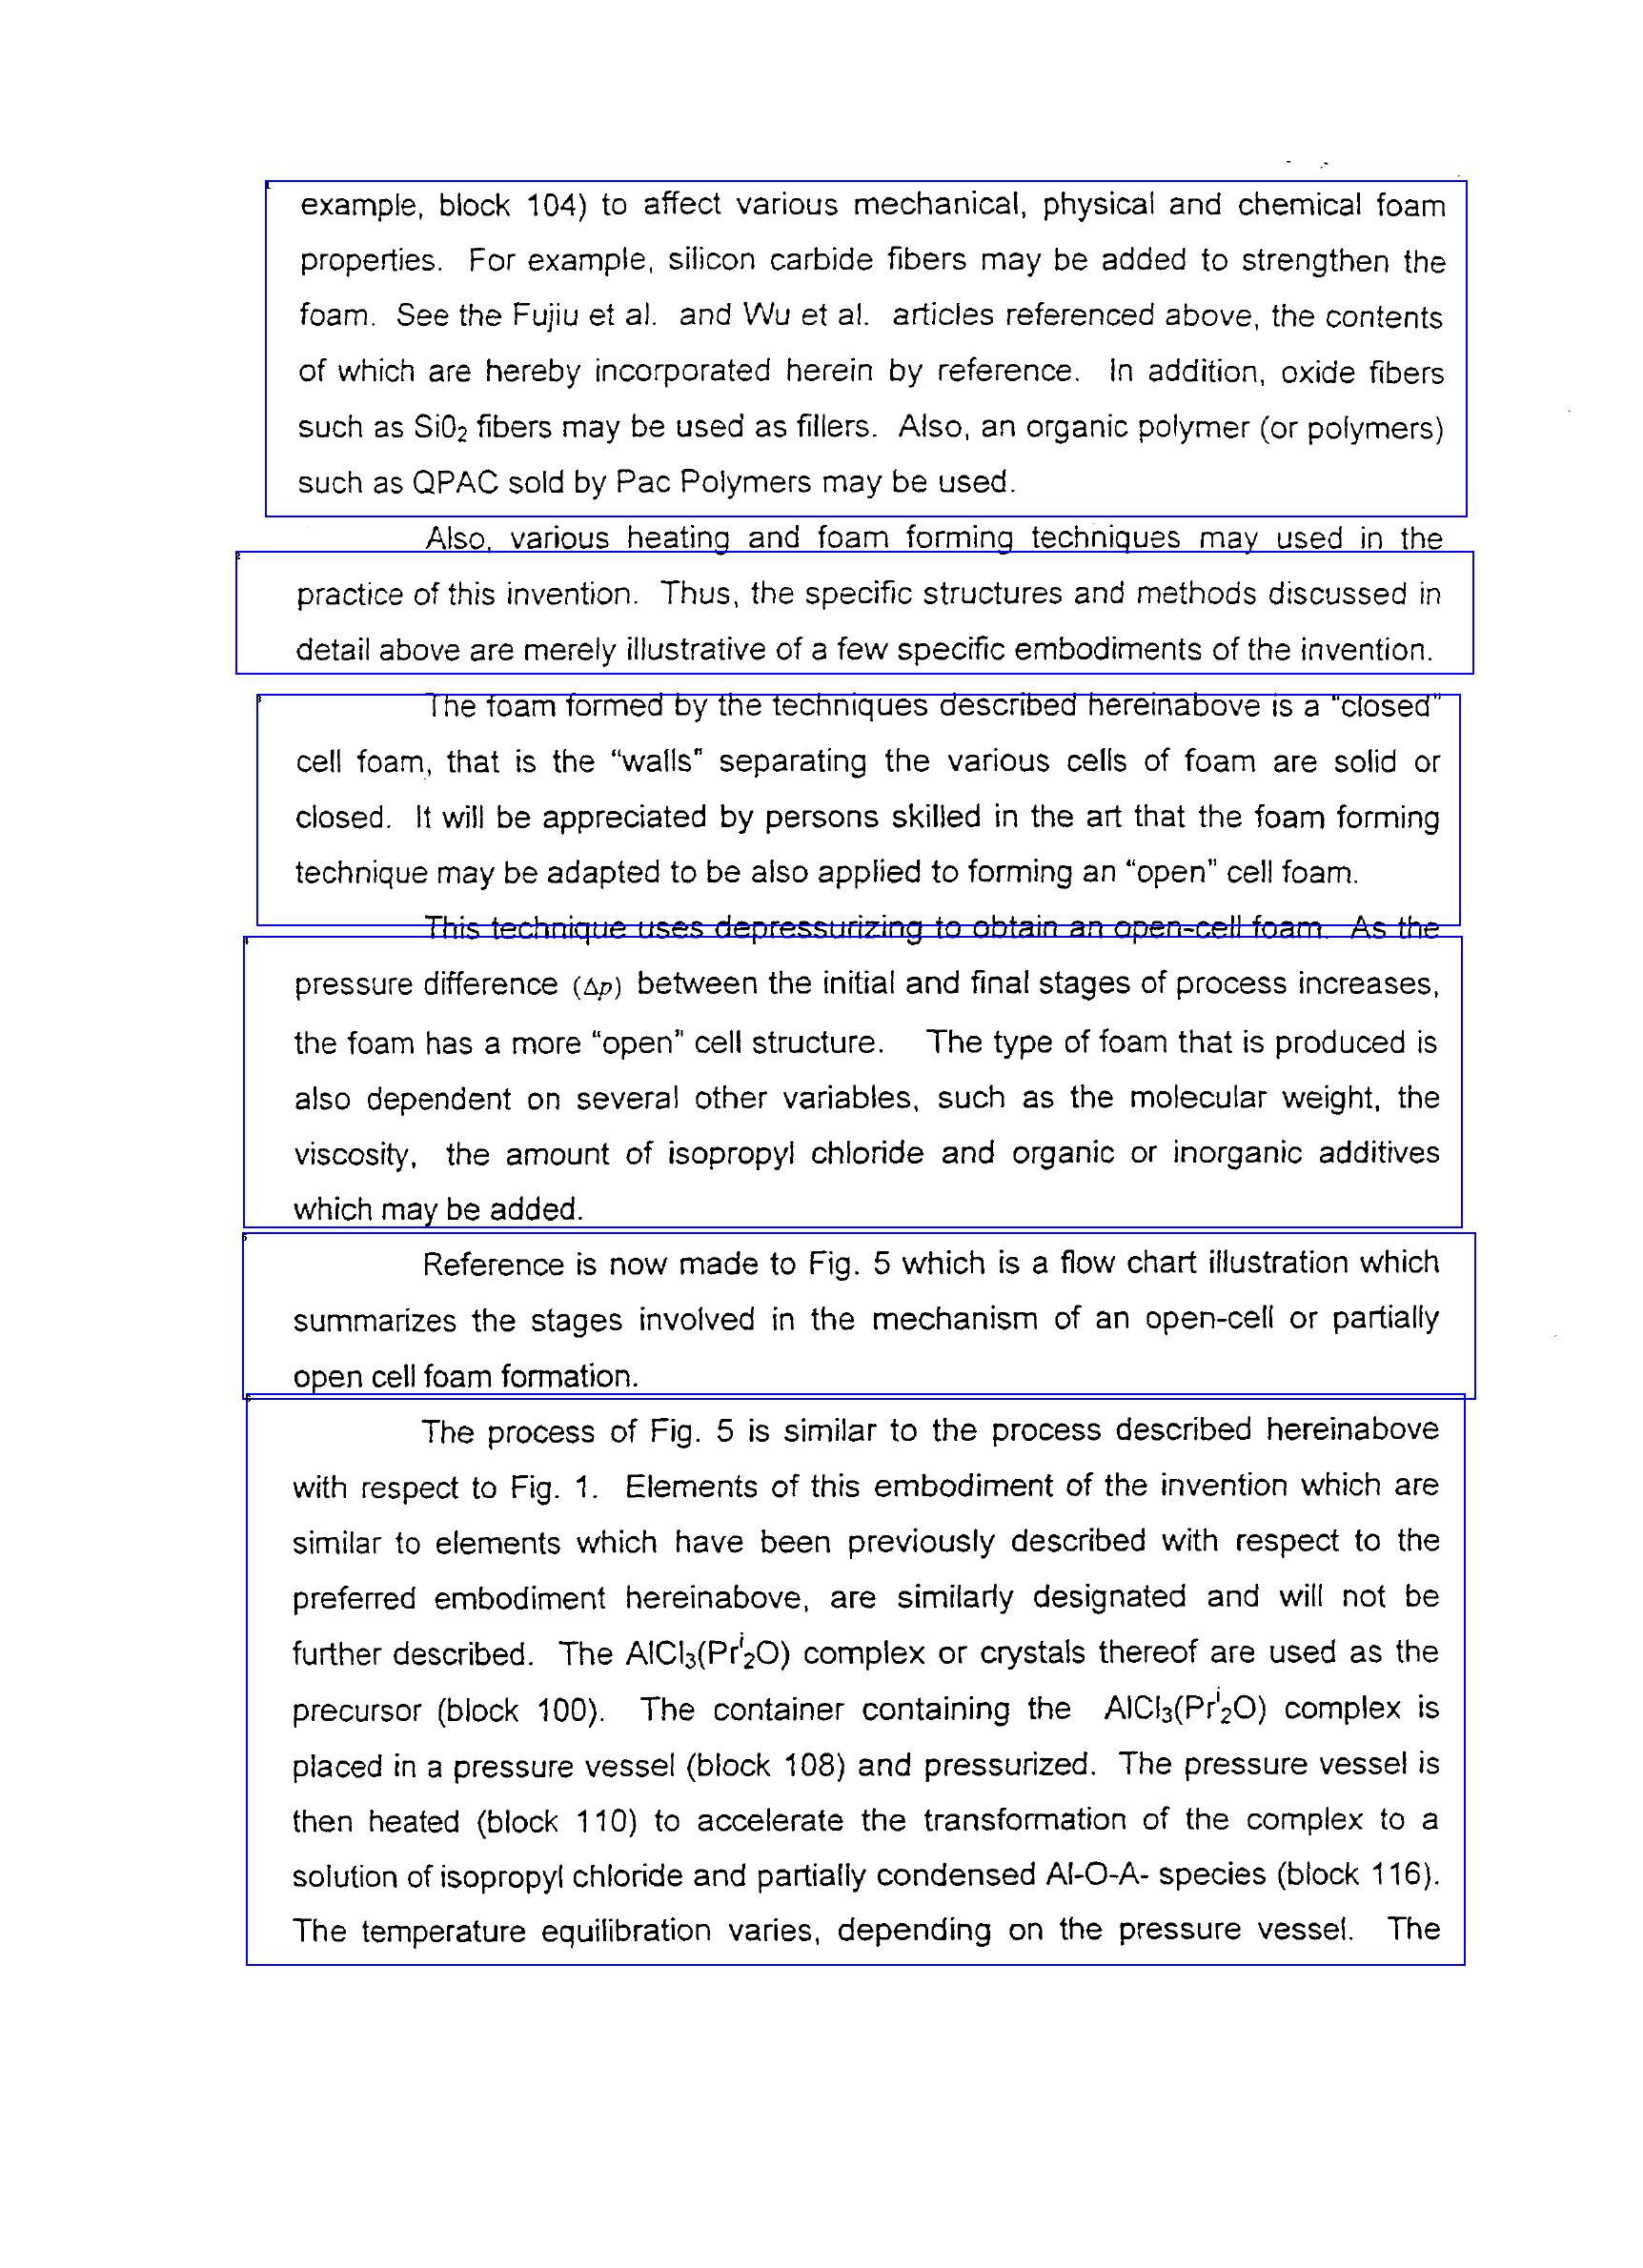 example, block 104) to affect various mechanical, physical and chemical foam
properties. For example, silicon carbide fibers may be added to strengthen the
foam. See the Fujiu et al. and Wu et al. articles referenced above, the contents
of which are hereby incorporated herein by reference. In addition, oxide fibers
such as Si0₂ fibers may be used as fillers. Also, an organic polymer (or polymers)
such as QPAC sold by Pac Polymers may be used.
Also, various heating and foam forming techniques may used in the
practice of this invention. Thus, the specific structures and methods discussed in
detail above are merely illustrative of a few specific embodiments of the invention.
The foam formed by the techniques described hereinabove is a "closed"
cell foam, that is the "walls" separating the various cells of foam are solid or
closed. It will be appreciated by persons skilled in the art that the foam forming
technique may be adapted to be also applied to forming an "open" cell foam.
This technique uses depressurizing to obtain an open-cell foam. As the
pressure difference (Δp) between the initial and final stages of process increases,
the foam has a more "open" cell structure. The type of foam that is produced is
also dependent on several other variables, such as the molecular weight, the
viscosity, the amount of isopropyl chloride and organic or inorganic additives
which may be added.
Reference is now made to Fig. 5 which is a flow chart illustration which
summarizes the stages involved in the mechanism of an open-cell or partially
open cell foam formation.
The process of Fig. 5 is similar to the process described hereinabove
with respect to Fig. 1. Elements of this embodiment of the invention which are
similar to elements which have been previously described with respect to the
preferred embodiment hereinabove, are similarly designated and will not be
further described. The AlCl₃(Prⁱ₂O) complex or crystals thereof are used as the
precursor (block 100). The container containing the AlCl₃(Prⁱ₂O) complex is
placed in a pressure vessel (block 108) and pressurized. The pressure vessel is
then heated (block 110) to accelerate the transformation of the complex to a
solution of isopropyl chloride and partially condensed Al-O-A- species (block 116).
The temperature equilibration varies, depending on the pressure vessel. The